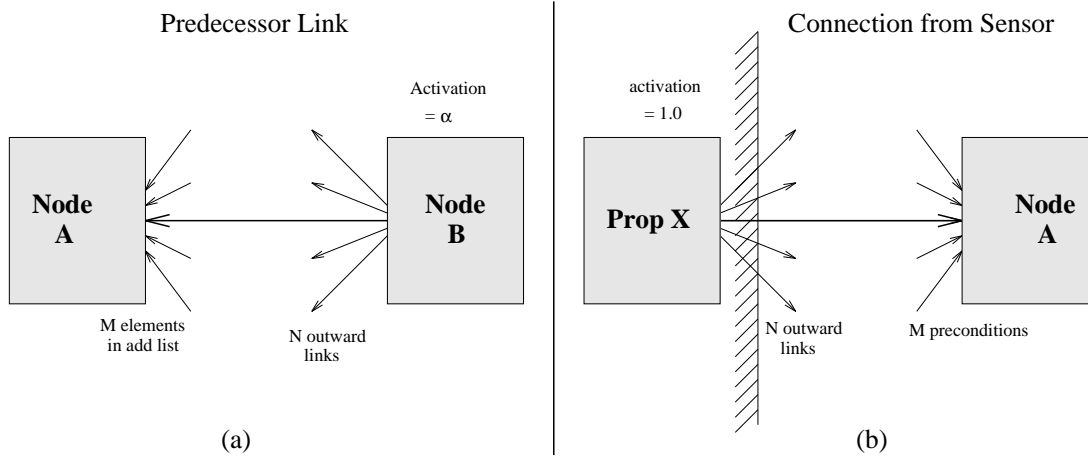 Predecessor Link
Activation
= α
Node
A
Node
B
M elements
in add list
N outward
links
(a)
Connection from Sensor
activation
= 1.0
Prop X
Node
A
N outward
links
M preconditions
(b)